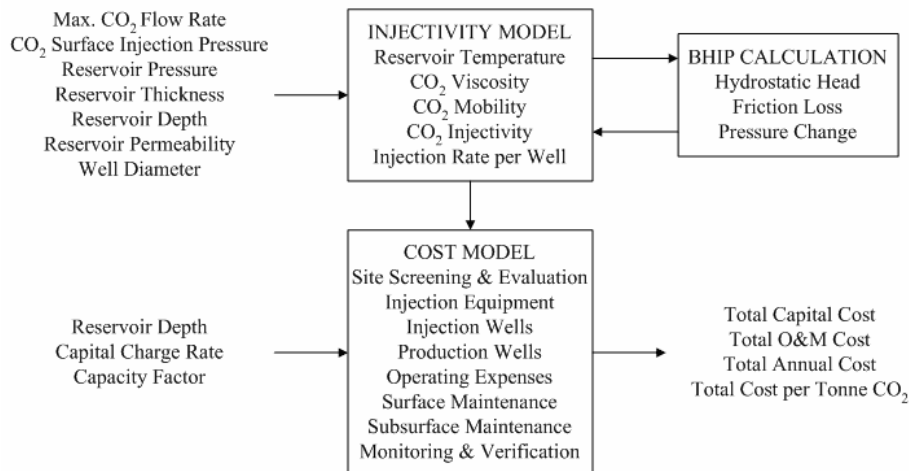 Max. CO₂ Flow Rate
CO₂ Surface Injection Pressure
Reservoir Pressure
Reservoir Thickness
Reservoir Depth
Reservoir Permeability
Well Diameter
INJECTIVITY MODEL
Reservoir Temperature
CO₂ Viscosity
CO₂ Mobility
CO₂ Injectivity
Injection Rate per Well
BHIP CALCULATION
Hydrostatic Head
Friction Loss
Pressure Change
Reservoir Depth
Capital Charge Rate
Capacity Factor
COST MODEL
Site Screening & Evaluation
Injection Equipment
Injection Wells
Production Wells
Operating Expenses
Surface Maintenance
Subsurface Maintenance
Monitoring & Verification
Total Capital Cost
Total O&M Cost
Total Annual Cost
Total Cost per Tonne CO₂